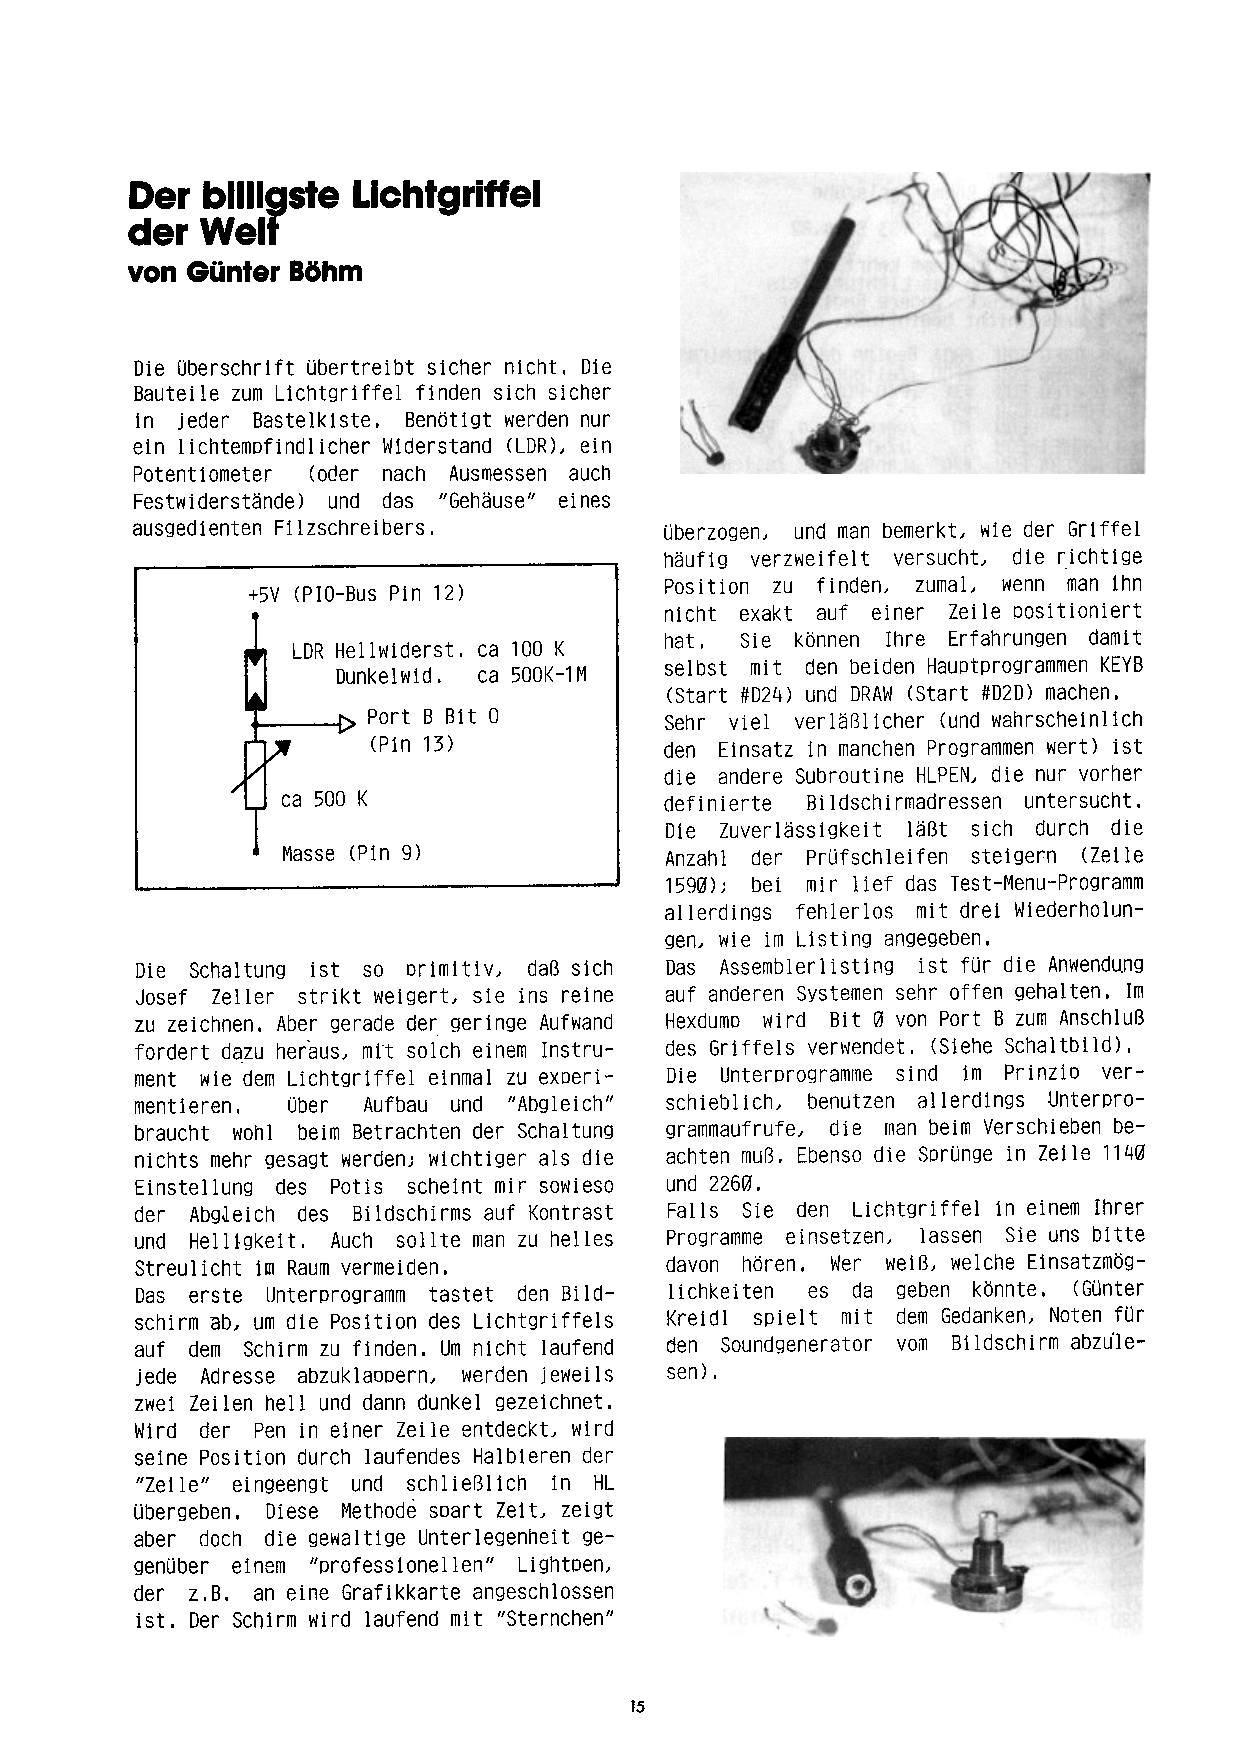 Der billigste Lichtgriffel
der Welt
von Günter Böhm
Die Überschrift übertreibt sicher nicht. Die
Bauteile zum Lichtgriffel finden sich sicher
in jeder Bastelkiste. Benötigt werden nur
ein lichtempfindlicher Widerstand (LDR), ein
Potentiometer (oder nach Ausmessen auch
Festwiderstände) und das "Gehäuse" eines
ausgedienten Filzschreibers.
+5V (PIO-Bus Pin 12)
LDR Hellwiderst. ca 100 K
Dunkelwid. ca 500K-1M
Port B Bit 0
(Pin 13)
ca 500 K
Masse (Pin 9)
Die Schaltung ist so primitiv, daß sich
Josef Zeller strikt weigert, sie ins reine
zu zeichnen. Aber gerade der geringe Aufwand
fordert dazu heraus, mit solch einem Instru-
ment wie dem Lichtgriffel einmal zu experi-
mentieren. Über Aufbau und "Abgleich"
braucht wohl beim Betrachten der Schaltung
nichts mehr gesagt werden; wichtiger als die
Einstellung des Potis scheint mir sowieso
der Abgleich des Bildschirms auf Kontrast
und Helligkeit. Auch sollte man zu helles
Streulicht im Raum vermeiden.
Das erste Unterprogramm tastet den Bild-
schirm ab, um die Position des Lichtgriffels
auf dem Schirm zu finden. Um nicht laufend
jede Adresse abzuklappern, werden jeweils
zwei Zeilen hell und dann dunkel gezeichnet.
Wird der Pen in einer Zeile entdeckt, wird
seine Position durch laufendes Halbieren der
"Zeile" eingeengt und schließlich in HL
übergeben. Diese Methode spart Zeit, zeigt
aber doch die gewaltige Unterlegenheit ge-
genüber einem "professionellen" Lightpen,
der z.B. an eine Grafikkarte angeschlossen
ist. Der Schirm wird laufend mit "Sternchen"
überzogen, und man bemerkt, wie der Griffel
häufig verzweifelt versucht, die richtige
Position zu finden, zumal, wenn man ihn
nicht exakt auf einer Zeile positioniert
hat. Sie können Ihre Erfahrungen damit
selbst mit den beiden Hauptprogrammen KEYB
(Start #D24) und DRAW (Start #D2D) machen.
Sehr viel verläßlicher (und wahrscheinlich
den Einsatz in manchen Programmen wert) ist
die andere Subroutine HLPEN, die nur vorher
definierte Bildschirmadressen untersucht.
Die Zuverlässigkeit läßt sich durch die
Anzahl der Prüfschleifen steigern (Zeile
1590); bei mir lief das Test-Menu-Programm
allerdings fehlerlos mit drei Wiederholun-
gen, wie im Listing angegeben.
Das Assemblerlisting ist für die Anwendung
auf anderen Systemen sehr offen gehalten. Im
Hexdump wird Bit 0 von Port B zum Anschluß
des Griffels verwendet. (Siehe Schaltbild).
Die Unterprogramme sind im Prinzip ver-
schieblich, benutzen allerdings Unterpro-
grammaufrufe, die man beim Verschieben be-
achten muß. Ebenso die Sprünge in Zeile 1140
und 2260.
Falls Sie den Lichtgriffel in einem Ihrer
Programme einsetzen, lassen Sie uns bitte
davon hören. Wer weiß, welche Einsatzmög-
lichkeiten es da geben könnte. (Günter
Kreidl spielt mit dem Gedanken, Noten für
den Soundgenerator vom Bildschirm abzule-
sen).
15